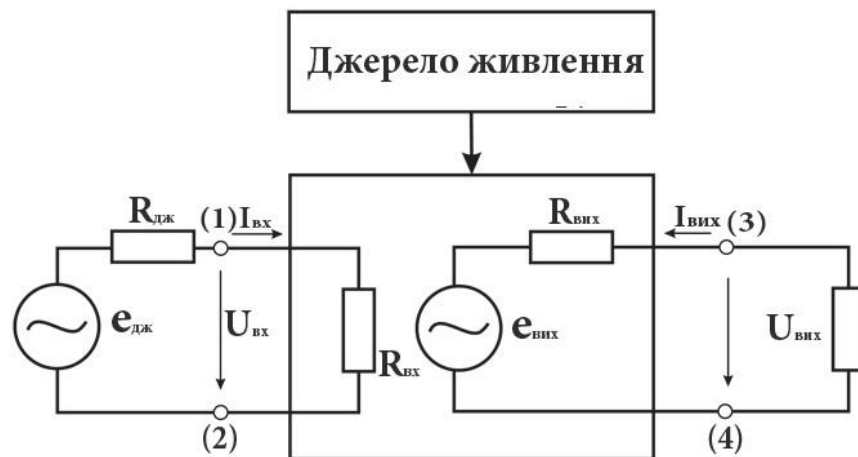 Джерело живлення
Rдж
(1)
Iвх
Rвих
Iвих
(3)
eдж
Uвх
Rвх
eвих
Uвих
(2)
(4)